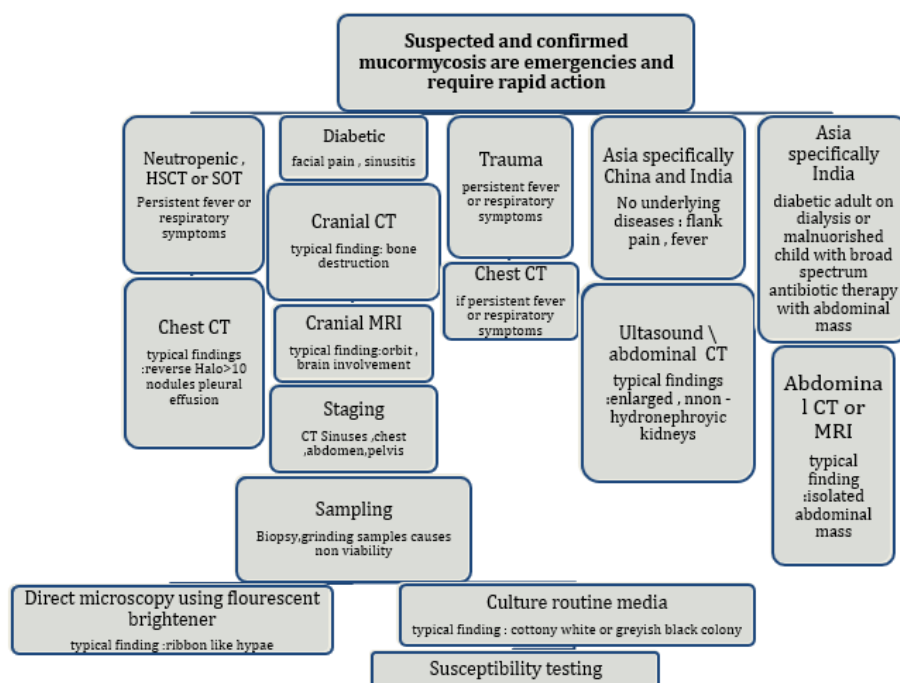 Suspected and confirmed
mucormycosis are emergencies and
require rapid action
Neutropenic ,
HSCT or SOT
Persistent fever or
respiratory
symptoms
Chest CT
typical findings
:reverse Halo>10
nodules pleural
effusion
Diabetic
facial pain , sinusitis
Cranial CT
typical finding: bone
destruction
Cranial MRI
typical finding:orbit ,
brain involvement
Staging
CT Sinuses ,chest
,abdomen,pelvis
Trauma
persistent fever
or respiratory
symptoms
Chest CT
if persistent fever
or respiratory
symptoms
Asia specifically
China and India
No underlying
diseases : flank
pain , fever
Ultasound \
abdominal CT
typical findings
:enlarged , nnon -
hydronephroyic
kidneys
Asia
specifically
India
diabetic adult on
dialysis or
malnuorished
child with broad
spectrum
antibiotic therapy
with abdominal
mass
Abdomina
l CT or
MRI
typical
finding
:isolated
abdominal
mass
Sampling
Biopsy,grinding samples causes
non viability
Direct microscopy using flourescent
brightener
typical finding :ribbon like hypae
Culture routine media
typical finding : cottony white or greyish black colony
Susceptibility testing